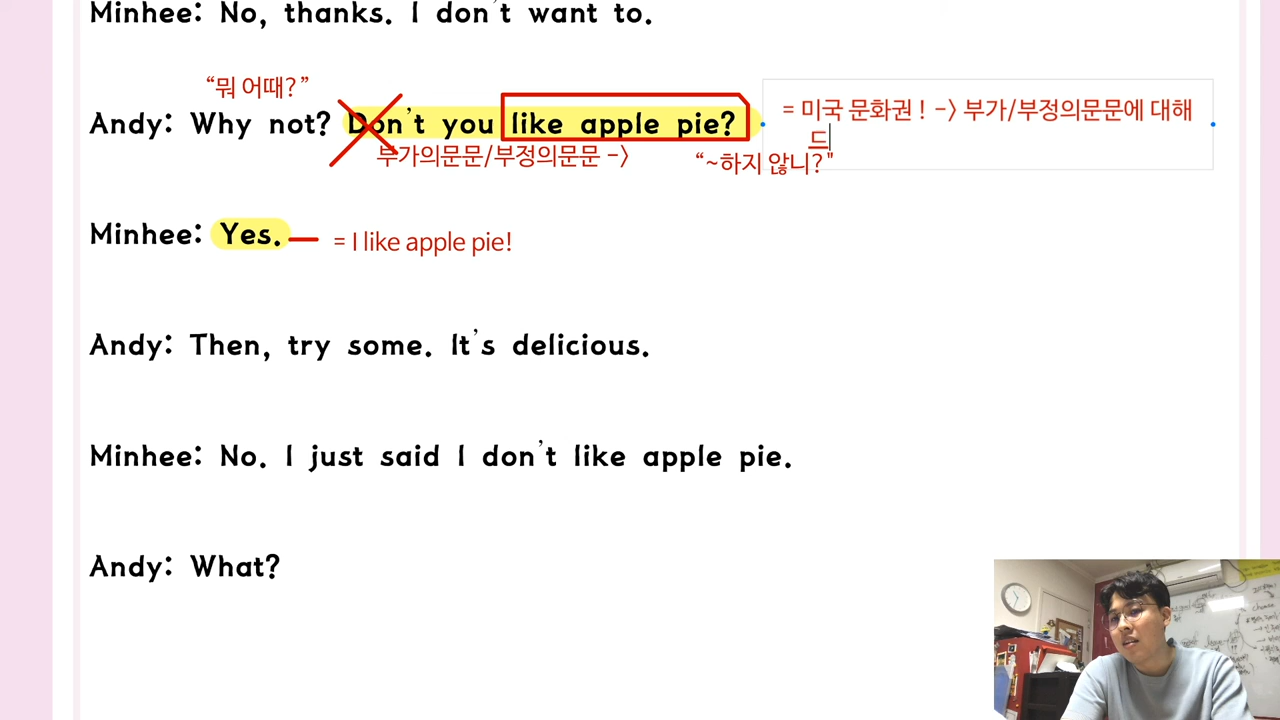 Minhee: No, thanks. I don't want to.
"뭐 어때?"
Andy: Why not? Don't you like apple pie?
= 미국 문화권! -> 부가/부정의문문에 대해
드
부가의문문/부정의문문 ->
"~하지 않니?"
Minhee: Yes.
= I like apple pie!
Andy: Then, try some. It's delicious.
Minhee: No. I just said I don't like apple pie.
Andy: What?